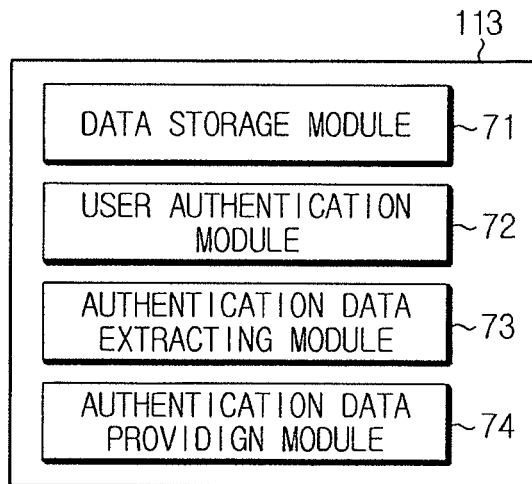 113
DATA STORAGE MODULE ~71
USER AUTHENTICATION
MODULE ~72
AUTHENTICATION DATA
EXTRACTING MODULE ~73
AUTHENTICATION DATA
PROVIDIGN MODULE ~74